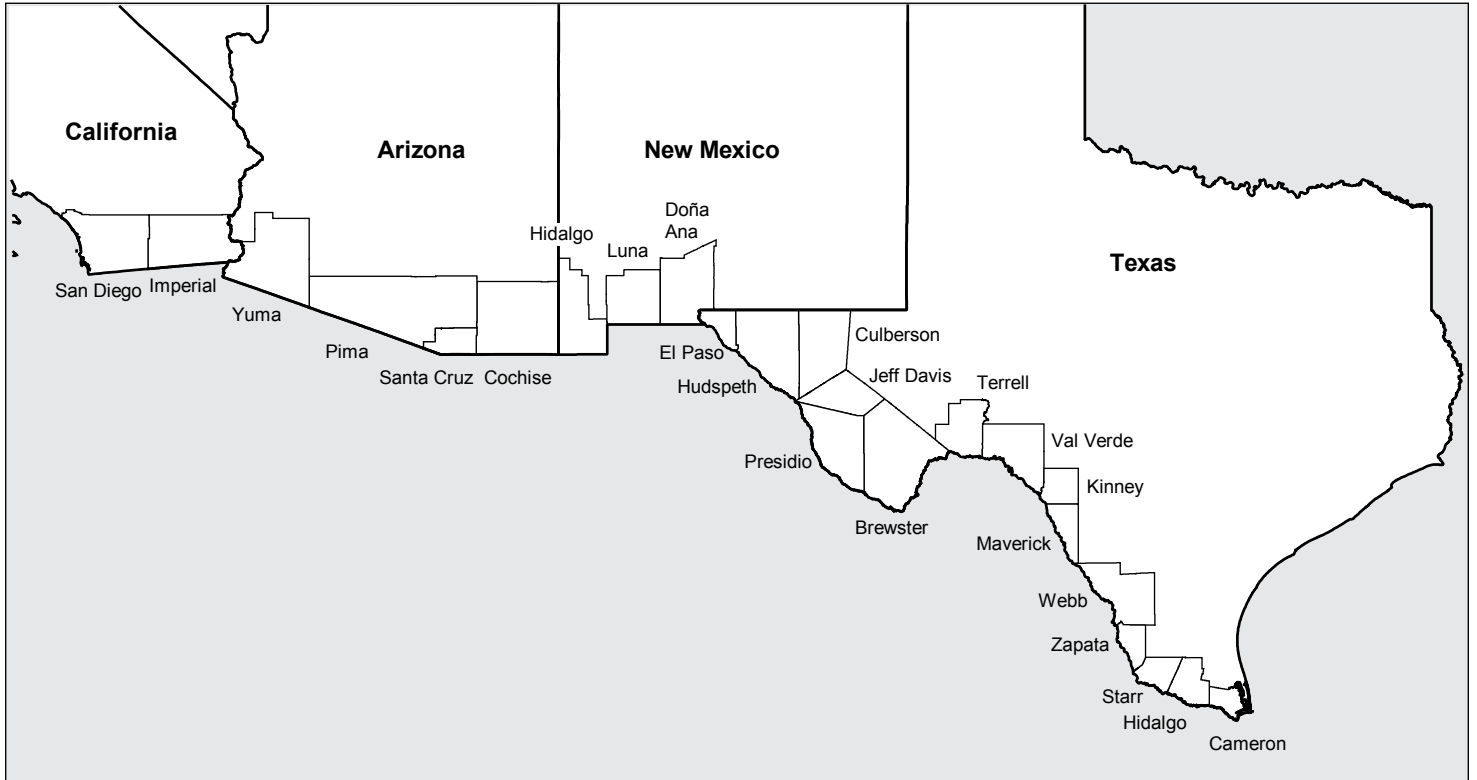 California
Arizona
New Mexico
Texas
San Diego
Imperial
Yuma
Pima
Santa Cruz
Cochise
Hidalgo
Luna
Doña
Ana
El Paso
Hudspeth
Culberson
Jeff Davis
Presidio
Brewster
Terrell
Val Verde
Kinney
Maverick
Webb
Zapata
Starr
Hidalgo
Cameron